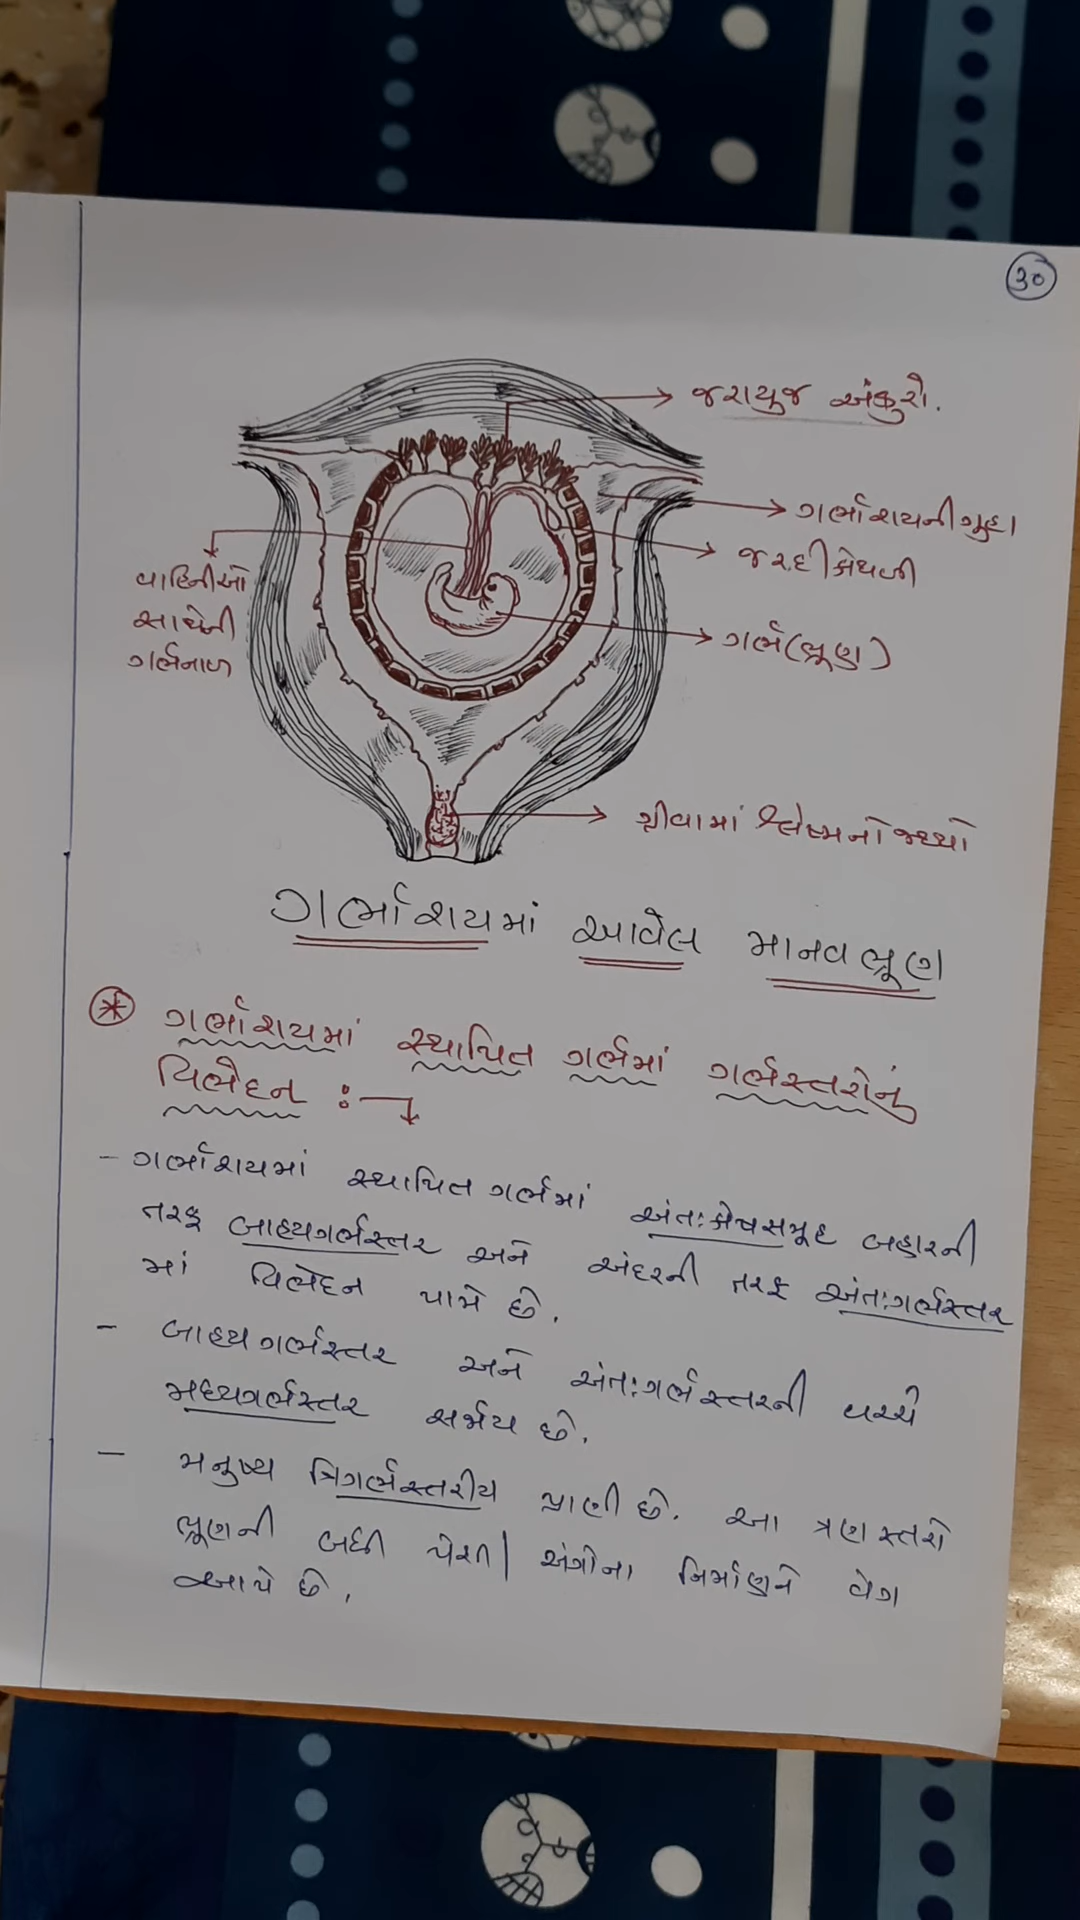 30
જરાયુજ અંકુરો.
ગર્ભાશયની ગુહા
જરદી કોથળી
વાહિનીઓ
સાથેની
ગર્ભનાળ
ગર્ભ(ભ્રૂણ)
ગ્રીવામાં શ્લેષ્મનો જથ્થો
ગર્ભાશયમાં આવેલ માનવભ્રૂણ
* ગર્ભાશયમાં સ્થાપિત ગર્ભમાં ગર્ભસ્તરોનું
વિભેદન :→
- ગર્ભાશયમાં સ્થાપિત ગર્ભમાં અંતઃકોષસમૂહ બહારની
તરફ બાહ્યગર્ભસ્તર અને અંદરની તરફ અંતઃગર્ભસ્તર
માં વિભેદન પામે છે.
- બાહ્યગર્ભસ્તર અને અંતઃગર્ભસ્તરની વચ્ચે
મધ્યગર્ભસ્તર સર્જાય છે.
- મનુષ્ય ત્રિગર્ભસ્તરીય પ્રાણી છે. આ ત્રણ સ્તરો
ભ્રૂણની બધી પેશી/અંગોના નિર્માણને વેગ
આપે છે.